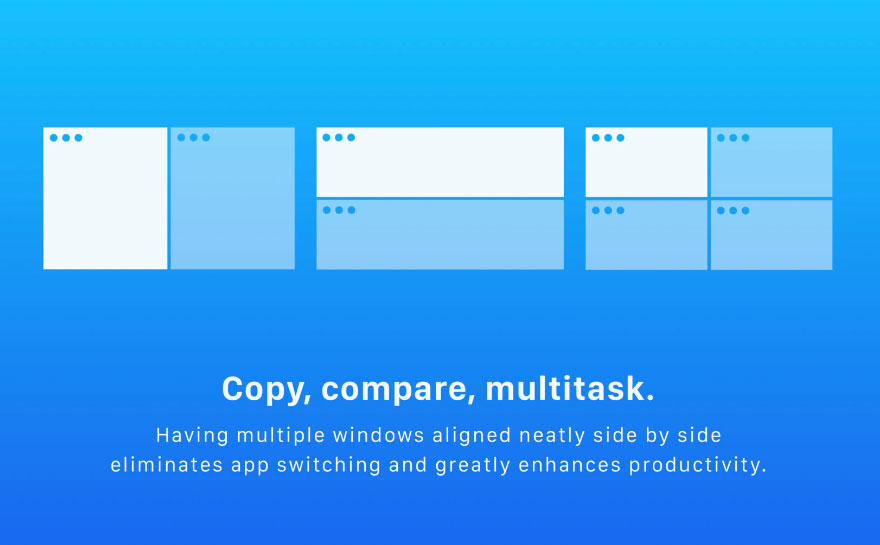 Copy, compare, multitask.
Having multiple windows aligned neatly side by side
eliminates app switching and greatly enhances productivity.